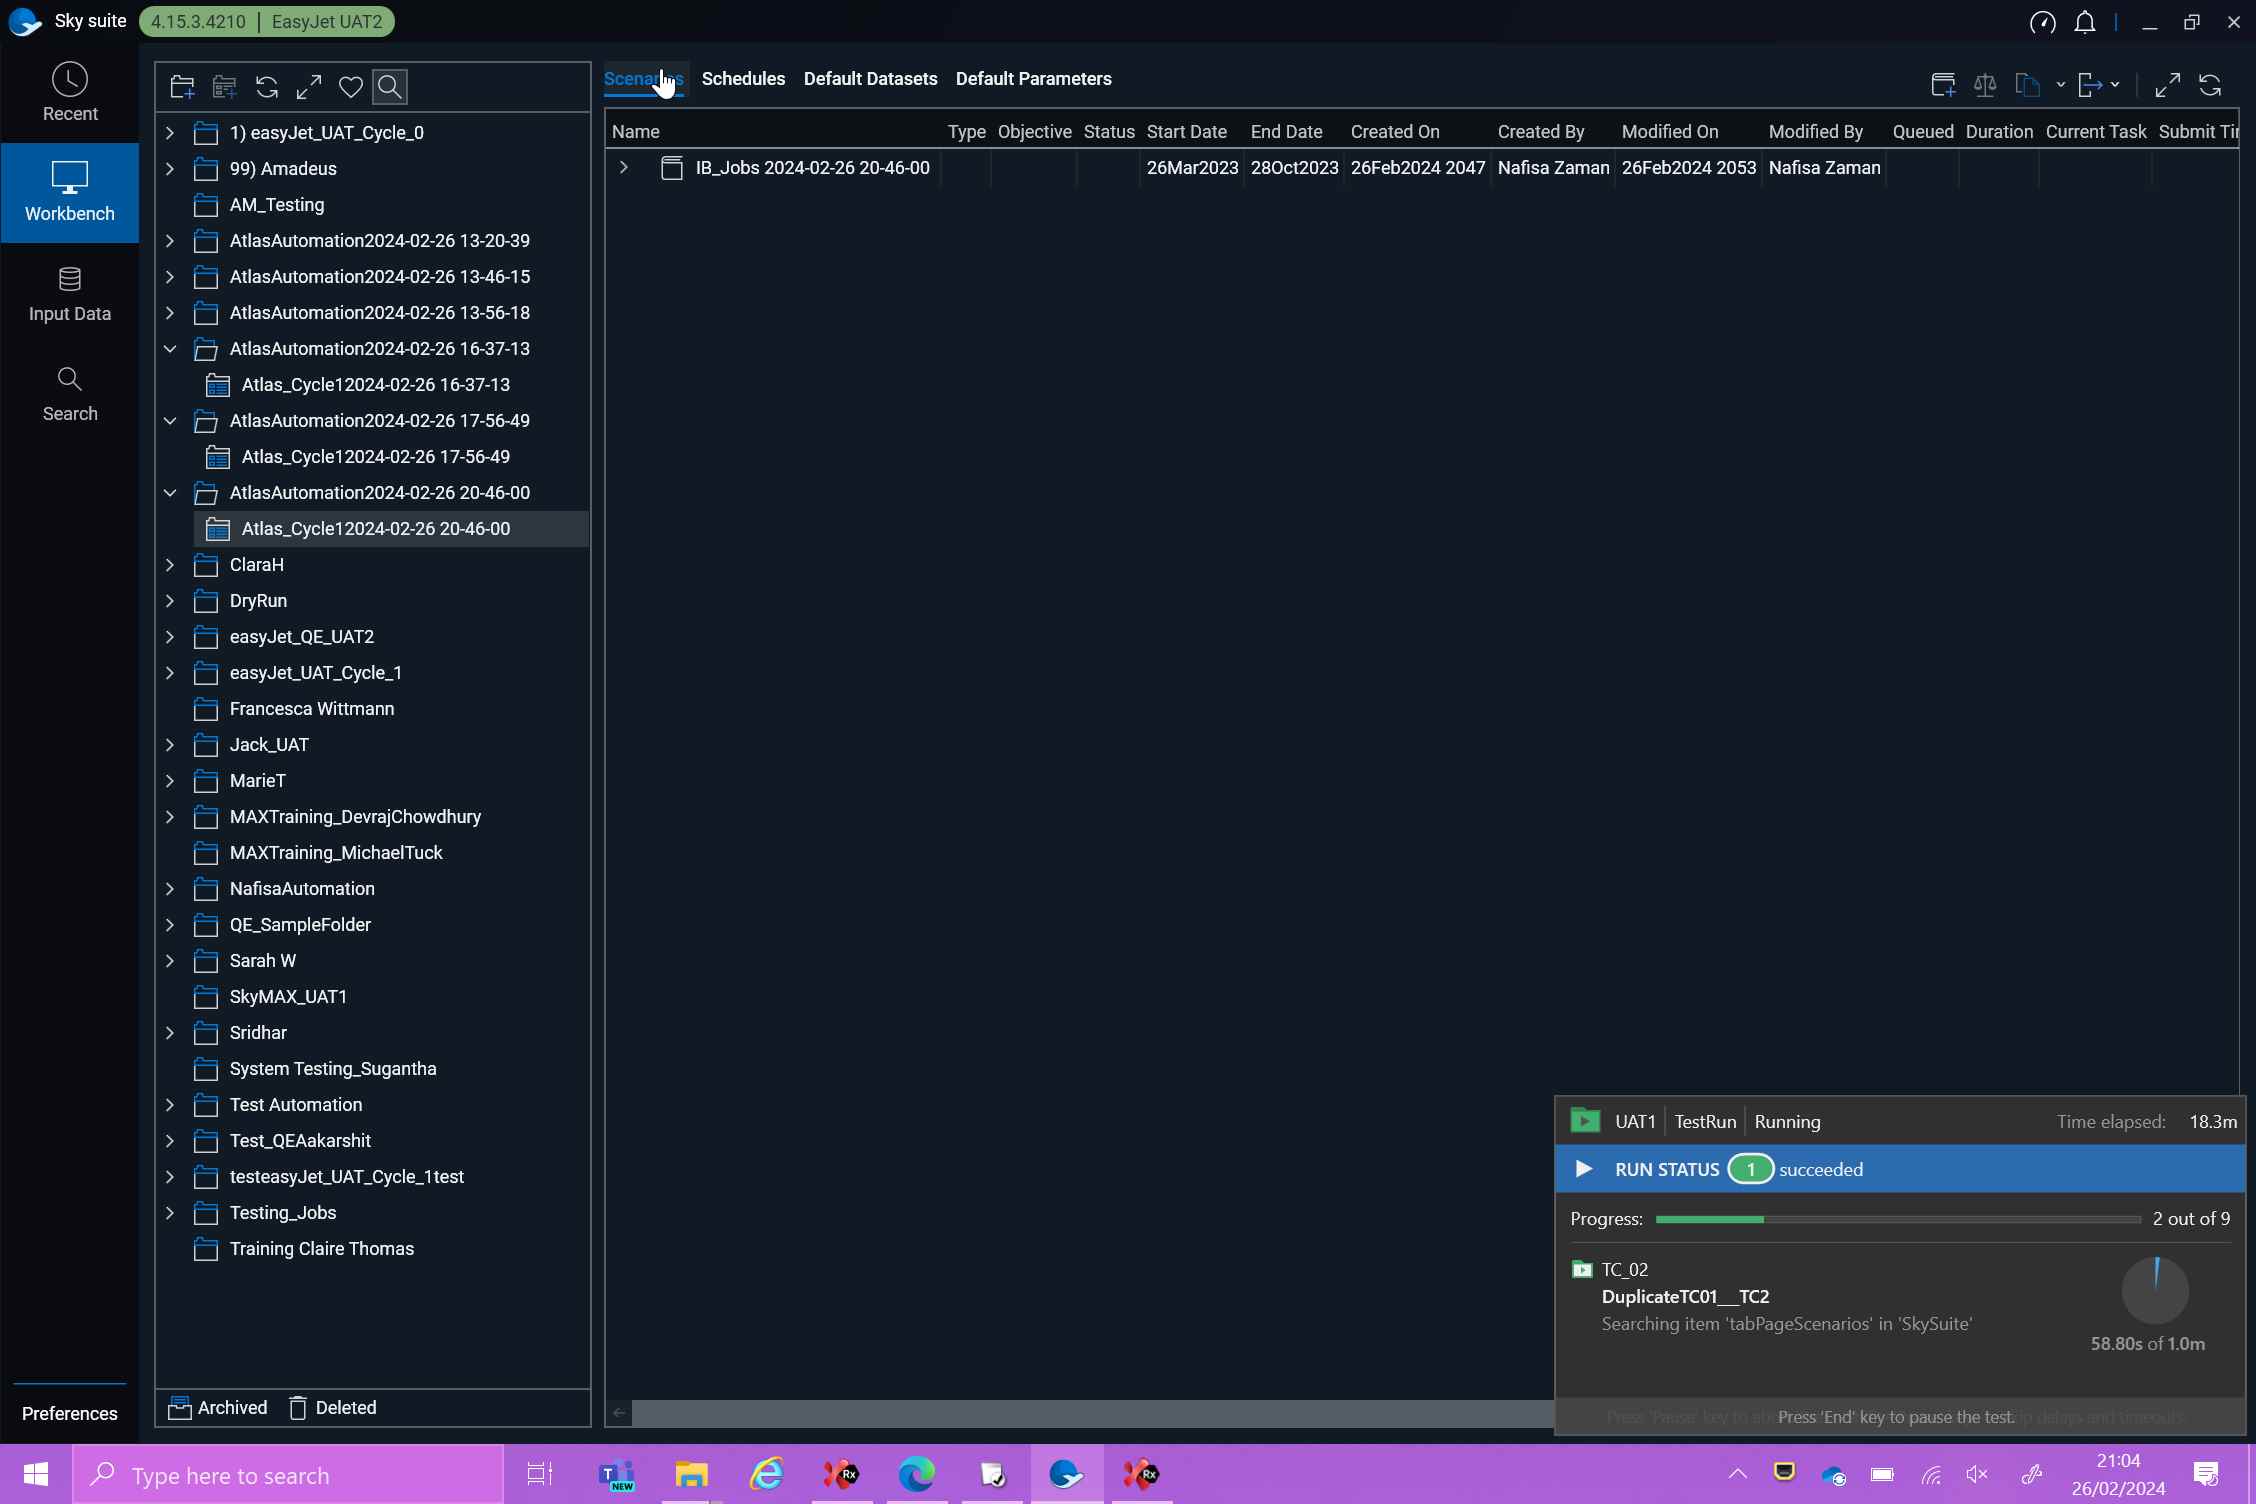 Sky suite 4.15.3.4210 | EasyJet UAT2
Recent
Workbench
Input Data
Search
Preferences
1) easyJet_UAT_Cycle_0
99) Amadeus
AM_Testing
AtlasAutomation2024-02-26 13-20-39
AtlasAutomation2024-02-26 13-46-15
AtlasAutomation2024-02-26 13-56-18
AtlasAutomation2024-02-26 16-37-13
Atlas_Cycle12024-02-26 16-37-13
AtlasAutomation2024-02-26 17-56-49
Atlas_Cycle12024-02-26 17-56-49
AtlasAutomation2024-02-26 20-46-00
Atlas_Cycle12024-02-26 20-46-00
ClaraH
DryRun
easyJet_QE_UAT2
easyJet_UAT_Cycle_1
Francesca Wittmann
Jack_UAT
MarieT
MAXTraining_DevrajChowdhury
MAXTraining_MichaelTuck
NafisaAutomation
QE_SampleFolder
Sarah W
SkyMAX_UAT1
Sridhar
System Testing_Sugantha
Test Automation
Test_QEAakarshit
testeasyJet_UAT_Cycle_1test
Testing_Jobs
Training Claire Thomas
Archived Deleted
Scenarios Schedules Default Datasets Default Parameters
Name Type Objective Status Start Date End Date Created On Created By Modified On Modified By Queued Duration Current Task Submit Tir
IB_Jobs 2024-02-26 20-46-00 26Mar2023 28Oct2023 26Feb2024 2047 Nafisa Zaman 26Feb2024 2053 Nafisa Zaman
UAT1 | TestRun | Running Time elapsed: 18.3m
RUN STATUS 1 succeeded
Progress: 2 out of 9
TC_02
DuplicateTC01___TC2
Searching item 'tabPageScenarios' in 'SkySuite'
58.80s of 1.0m
Press 'End' key to pause the test.
Type here to search
NEW
Rx
Rx
21:04
26/02/2024